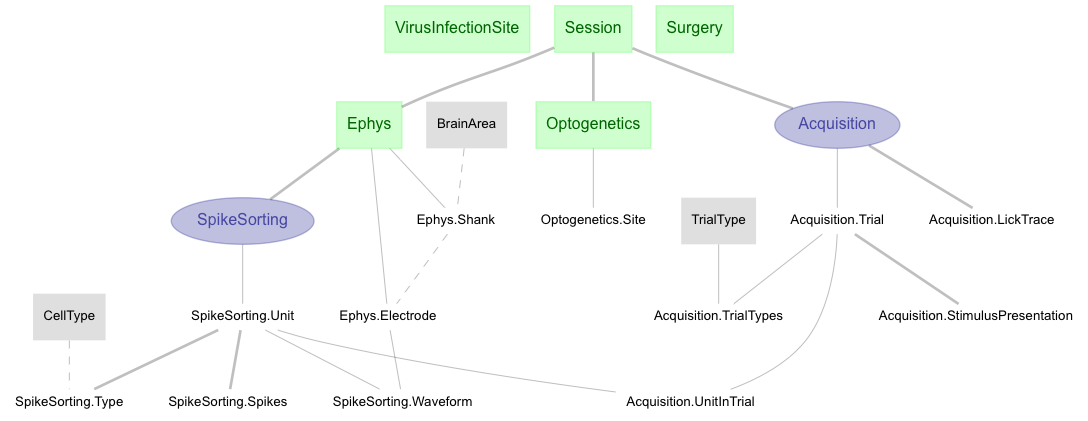 VirusInfectionSite
Session
Surgery
Ephys
BrainArea
Optogenetics
Acquisition
SpikeSorting
Ephys.Shank
Optogenetics.Site
TrialType
Acquisition.Trial
Acquisition.LickTrace
CellType
SpikeSorting.Unit
Ephys.Electrode
Acquisition.TrialTypes
Acquisition.StimulusPresentation
SpikeSorting.Type
SpikeSorting.Spikes
SpikeSorting.Waveform
Acquisition.UnitInTrial